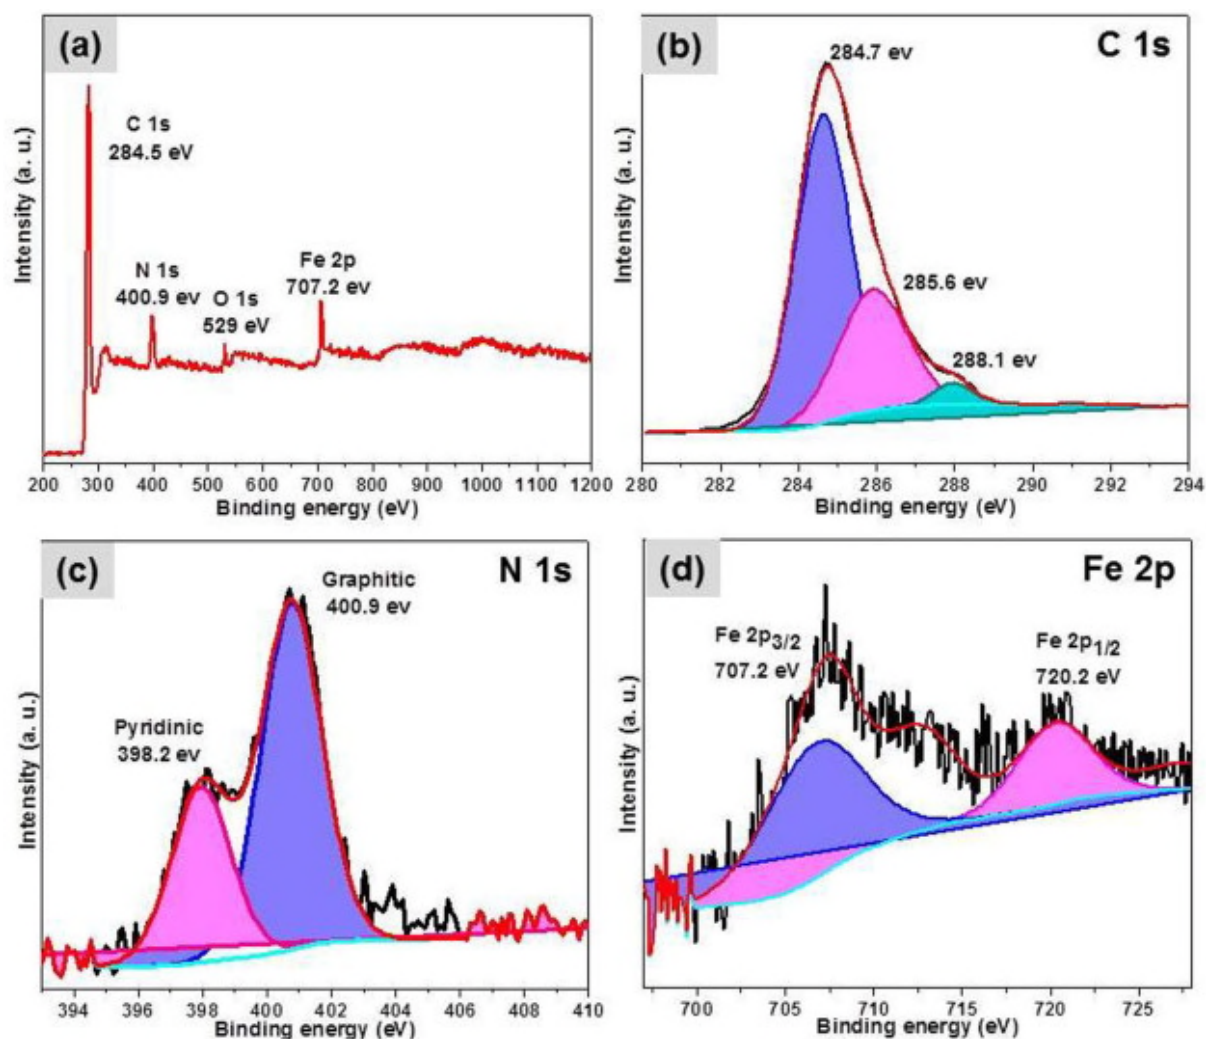 (a)
C 1s
284.5 eV
N 1s
400.9 ev
O 1s
529 eV
Fe 2p
707.2 ev
Intensity (a. u.)
200 300 400 500 600 700 800 900 1000 1100 1200
Binding energy (eV)
(b)
C 1s
284.7 ev
285.6 ev
288.1 ev
Intensity (a. u.)
280 282 284 286 288 290 292 294
Binding energy (eV)
(c)
N 1s
Graphitic
400.9 ev
Pyridinic
398.2 ev
Intensity (a. u.)
394 396 398 400 402 404 406 408 410
Binding energy (eV)
(d)
Fe 2p
Fe 2p3/2
707.2 eV
Fe 2p1/2
720.2 eV
Intensity (a. u.)
700 705 710 715 720 725
Binding energy (eV)